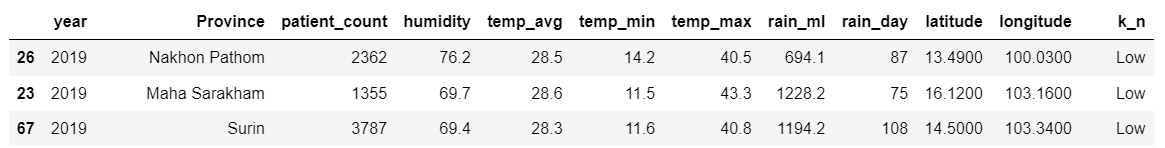 year Province patient_count humidity temp_avg temp_min temp_max rain_ml rain_day latitude longitude k_n
26 2019 Nakhon Pathom 2362 76.2 28.5 14.2 40.5 694.1 87 13.4900 100.0300 Low
23 2019 Maha Sarakham 1355 69.7 28.6 11.5 43.3 1228.2 75 16.1200 103.1600 Low
67 2019 Surin 3787 69.4 28.3 11.6 40.8 1194.2 108 14.5000 103.3400 Low